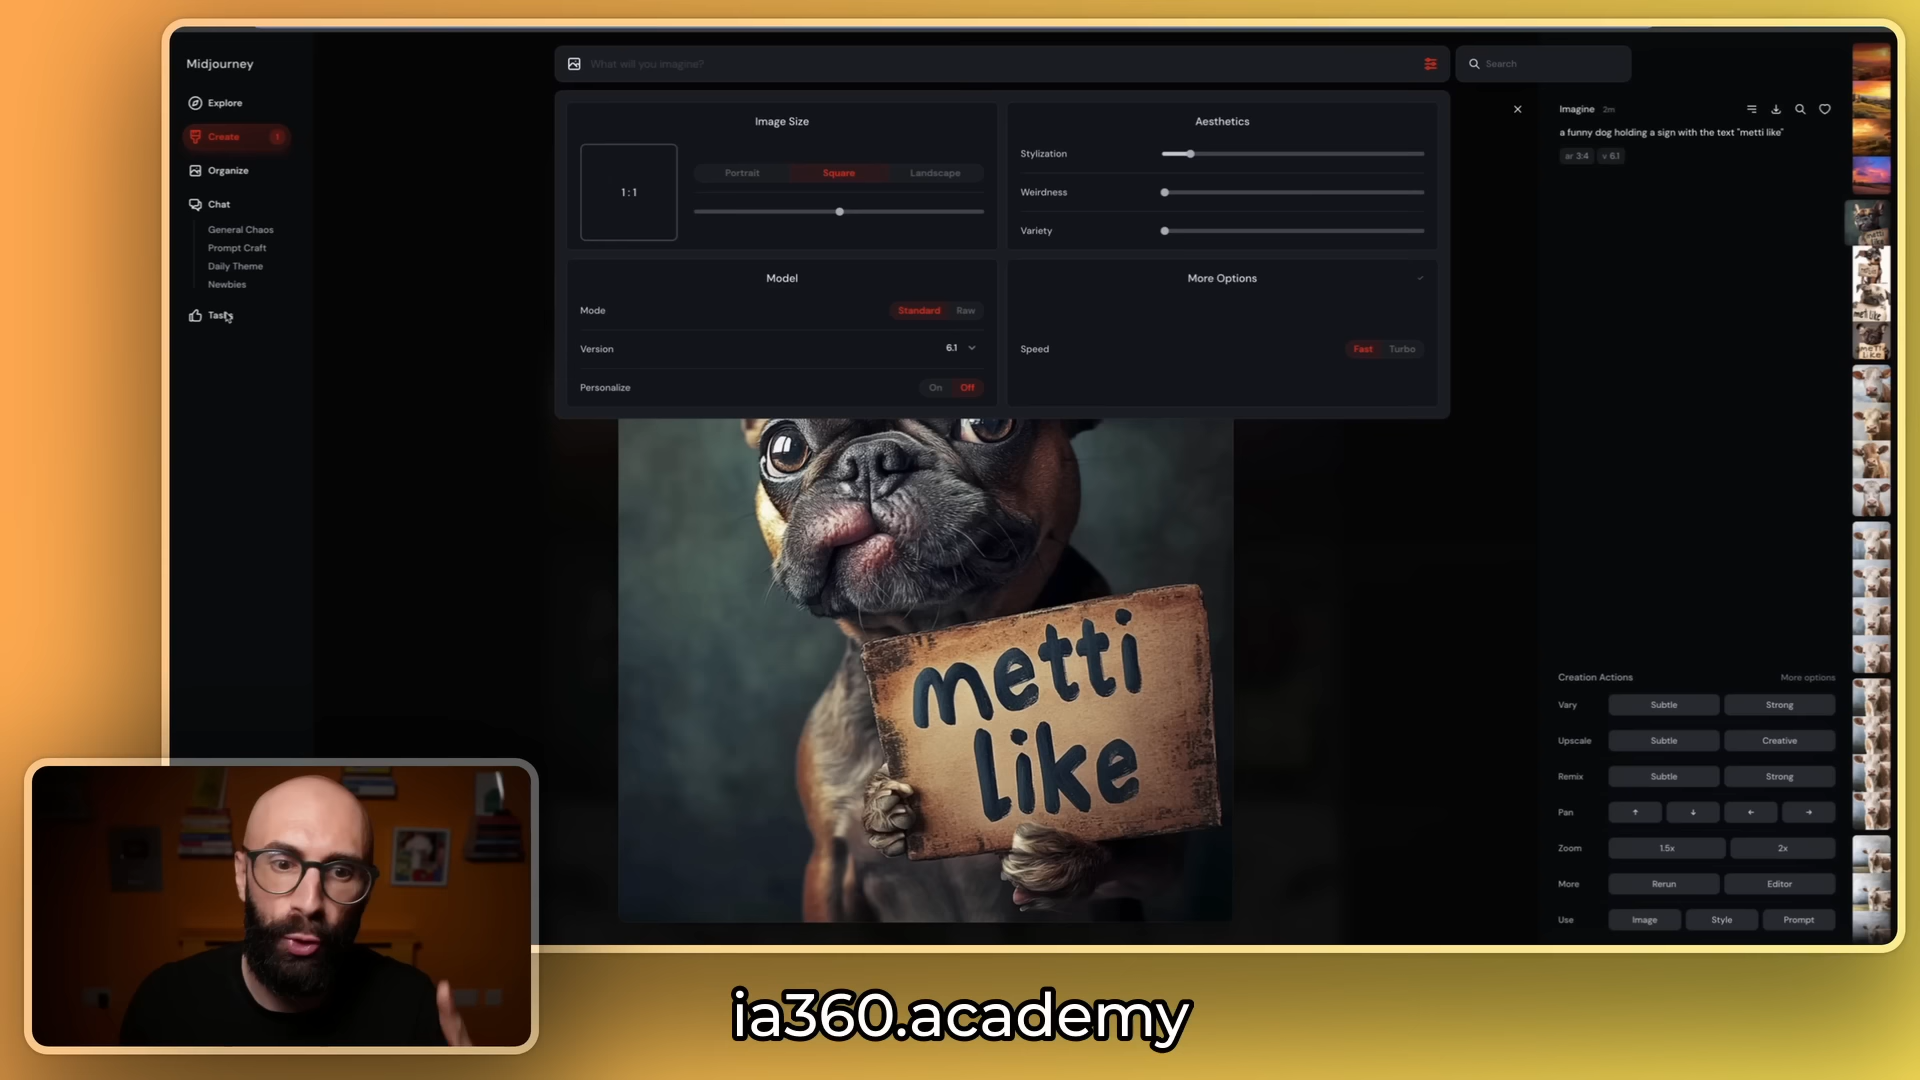 Midjourney
Explore
Create 1
Organize
Chat
General Chaos
Prompt Craft
Daily Theme
Newbies
Tasks
What will you imagine?
Search
Image Size
1:1
Portrait Square Landscape
Aesthetics
Stylization
Weirdness
Variety
Model
Mode Standard Raw
Version 6.1
Personalize On Off
More Options
Speed Fast Turbo
Imagine 2m
a funny dog holding a sign with the text "metti like"
ar 3:4 v 6.1
metti
like
Creation Actions More options
Vary Subtle Strong
Upscale Subtle Creative
Remix Subtle Strong
Pan ↑ ↓ ← →
Zoom 1.5x 2x
More Rerun Editor
Use Image Style Prompt
ia360.academy